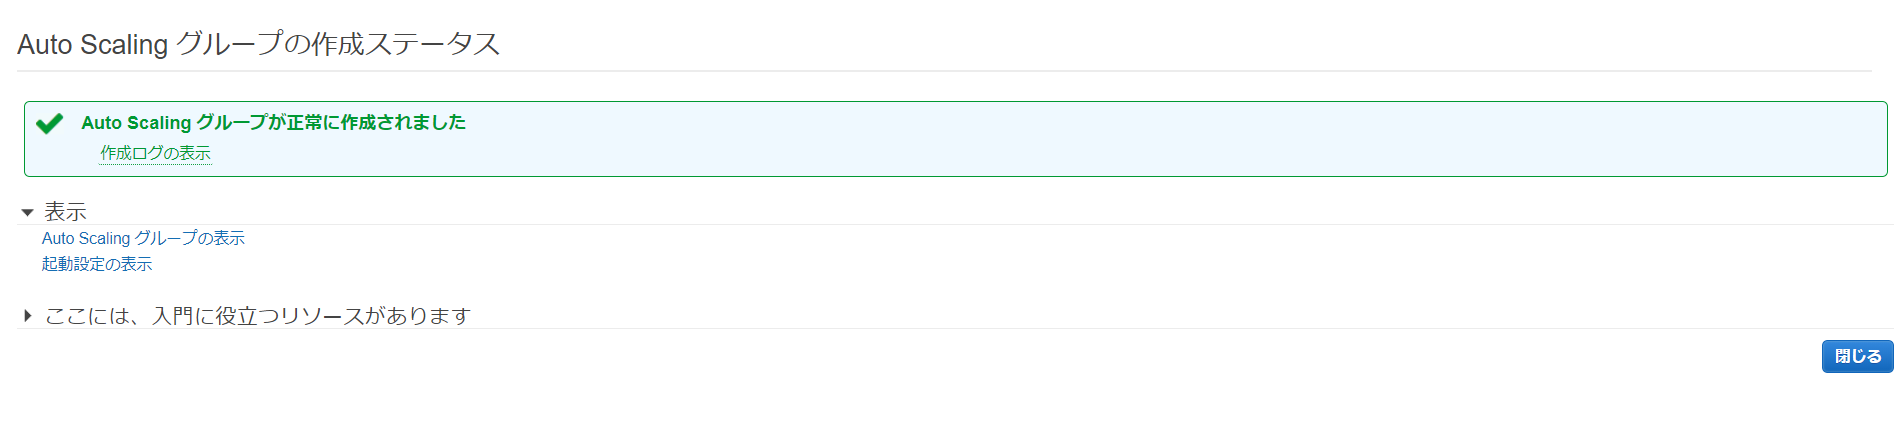 Auto Scaling グループの作成ステータス
Auto Scaling グループが正常に作成されました
作成ログの表示
表示
Auto Scaling グループの表示
起動設定の表示
ここには、入門に役立つリソースがあります
閉じる